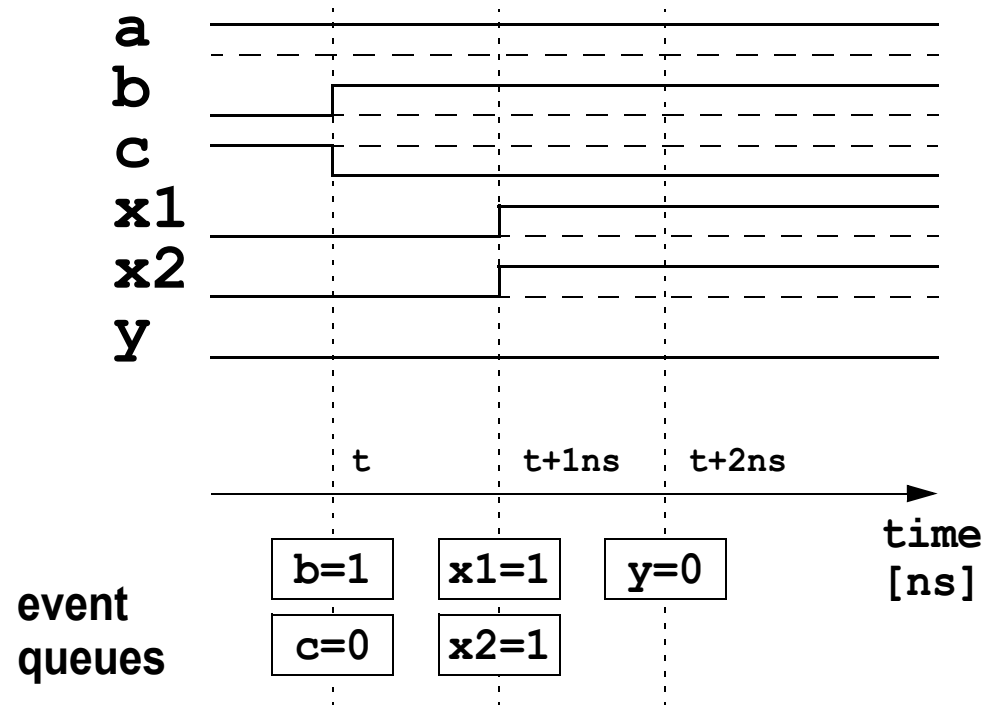 a
b
c
x1
x2
y
t t+1ns t+2ns
time
[ns]
event
queues
b=1 x1=1 y=0
c=0 x2=1